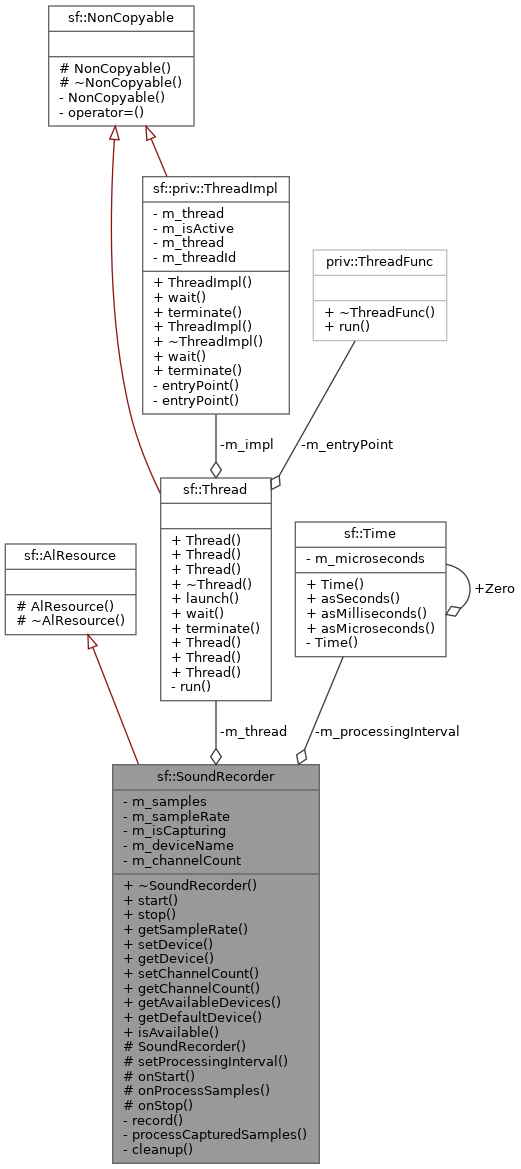 sf::NonCopyable
# NonCopyable()
# ~NonCopyable()
- NonCopyable()
- operator=()
sf::priv::ThreadImpl
- m_thread
- m_isActive
- m_thread
- m_threadId
+ ThreadImpl()
+ wait()
+ terminate()
+ ThreadImpl()
+ ~ThreadImpl()
+ wait()
+ terminate()
- entryPoint()
- entryPoint()
priv::ThreadFunc
+ ~ThreadFunc()
+ run()
-m_impl
-m_entryPoint
sf::Thread
+ Thread()
+ Thread()
+ Thread()
+ ~Thread()
+ launch()
+ wait()
+ terminate()
+ Thread()
+ Thread()
+ Thread()
- run()
sf::Time
- m_microseconds
+ Time()
+ asSeconds()
+ asMilliseconds()
+ asMicroseconds()
- Time()
+Zero
sf::AlResource
# AlResource()
# ~AlResource()
-m_thread
-m_processingInterval
sf::SoundRecorder
- m_samples
- m_sampleRate
- m_isCapturing
- m_deviceName
- m_channelCount
+ ~SoundRecorder()
+ start()
+ stop()
+ getSampleRate()
+ setDevice()
+ getDevice()
+ setChannelCount()
+ getChannelCount()
+ getAvailableDevices()
+ getDefaultDevice()
+ isAvailable()
# SoundRecorder()
# setProcessingInterval()
# onStart()
# onProcessSamples()
# onStop()
- record()
- processCapturedSamples()
- cleanup()